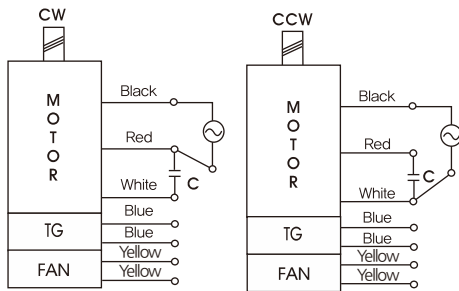 CW
Black
MOTOR
Red
C
White
Blue
TG
Blue
Yellow
FAN
Yellow
CCW
Black
MOTOR
Red
C
White
Blue
TG
Blue
Yellow
FAN
Yellow